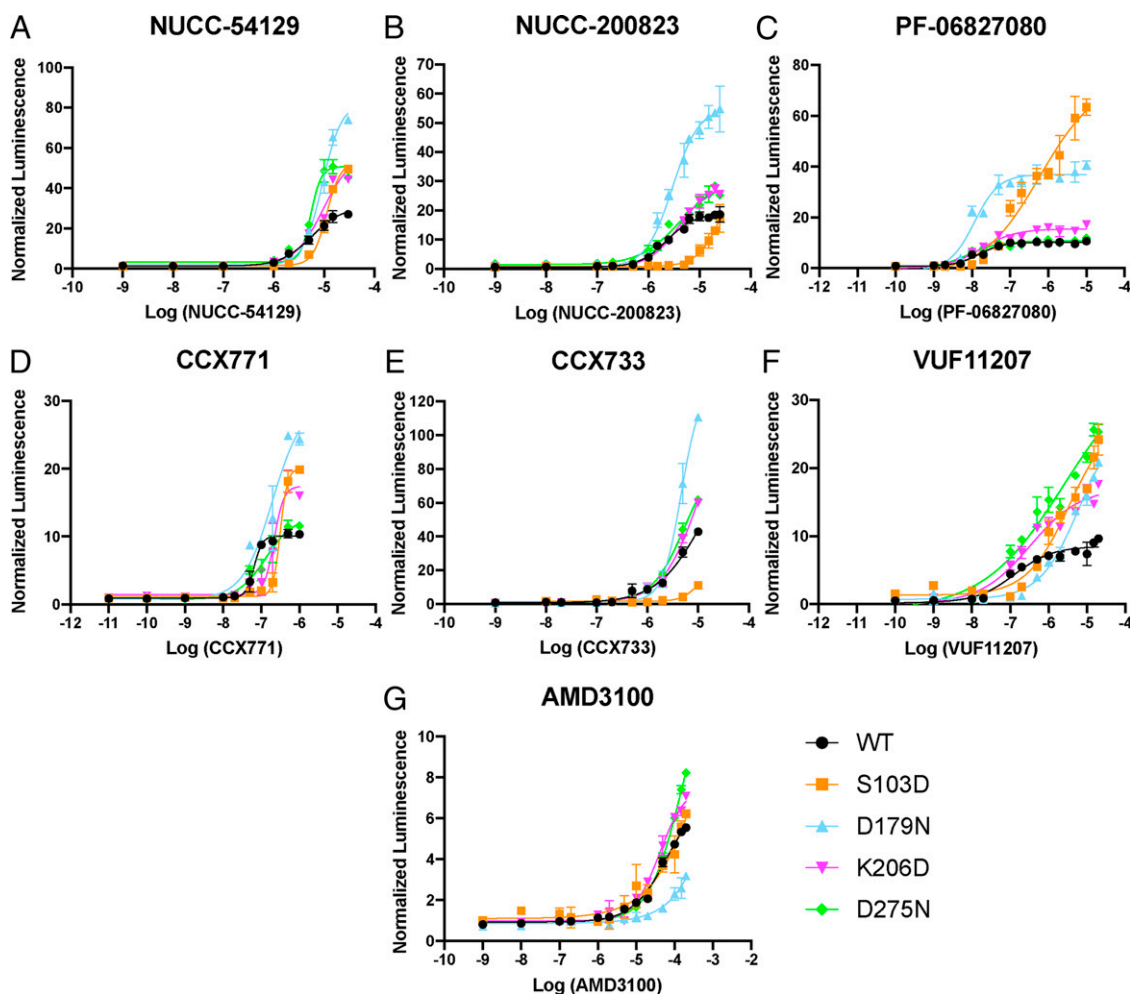 A NUCC-54129
Normalized Luminescence
100
80
60
40
20
0
-10 -9 -8 -7 -6 -5 -4
Log (NUCC-54129)
B NUCC-200823
Normalized Luminescence
70
60
50
40
30
20
10
0
-10 -9 -8 -7 -6 -5 -4
Log (NUCC-200823)
C PF-06827080
Normalized Luminescence
80
60
40
20
0
-12 -11 -10 -9 -8 -7 -6 -5 -4
Log (PF-06827080)
D CCX771
Normalized Luminescence
30
20
10
0
-12 -11 -10 -9 -8 -7 -6 -5 -4
Log (CCX771)
E CCX733
Normalized Luminescence
120
100
80
60
40
20
0
-10 -9 -8 -7 -6 -5 -4
Log (CCX733)
F VUF11207
Normalized Luminescence
30
20
10
0
-12 -11 -10 -9 -8 -7 -6 -5 -4
Log (VUF11207)
G AMD3100
Normalized Luminescence
10
8
6
4
2
0
-10 -9 -8 -7 -6 -5 -4 -3 -2
Log (AMD3100)
WT
S103D
D179N
K206D
D275N